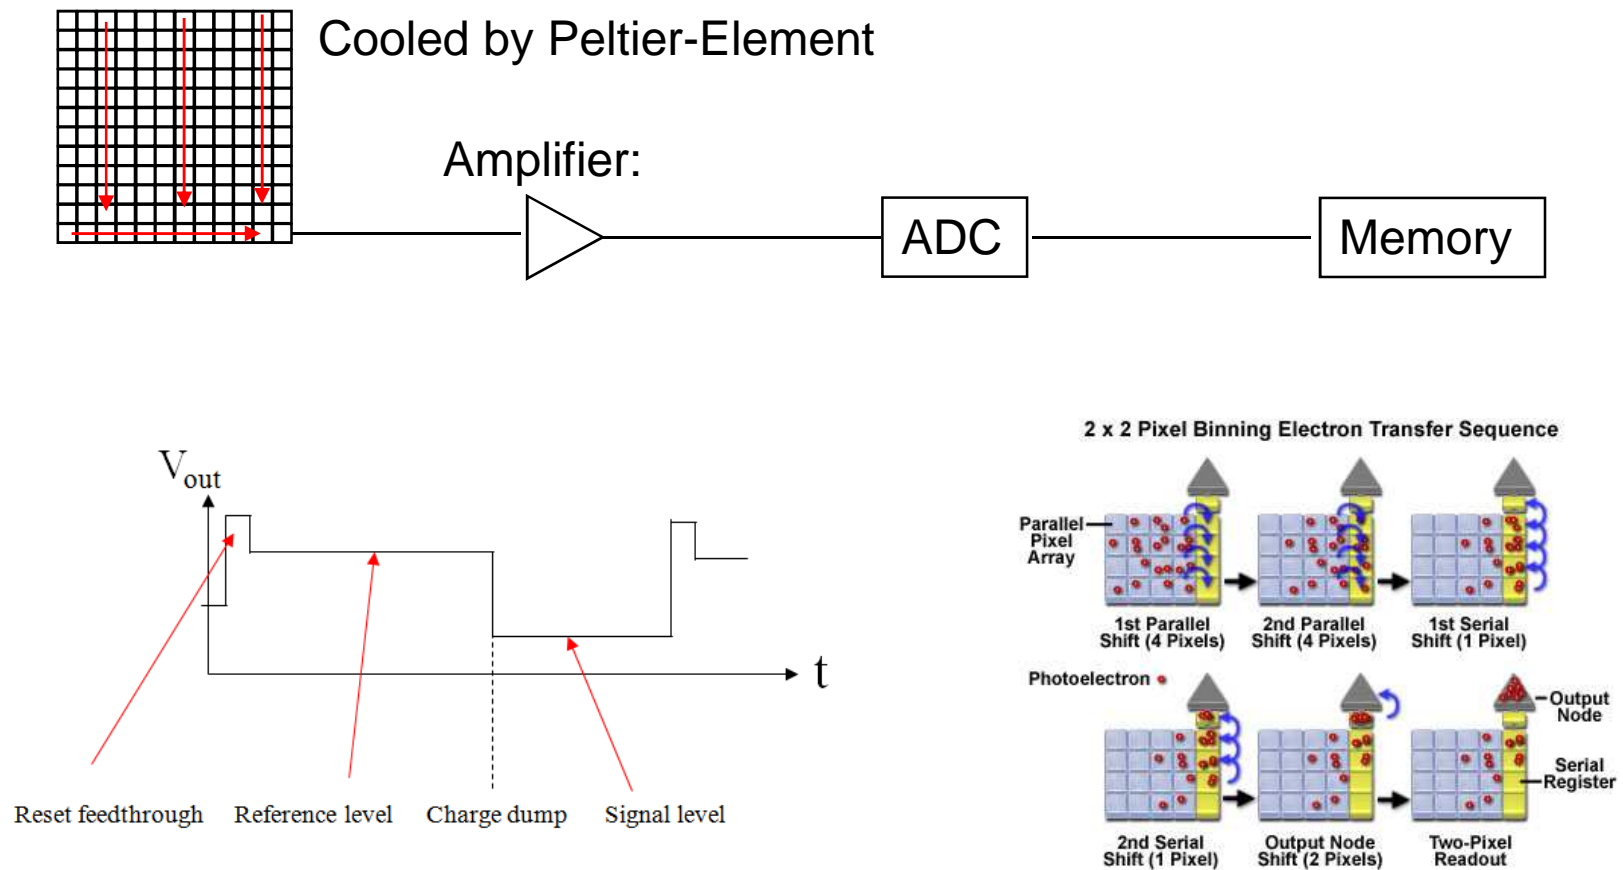 Cooled by Peltier-Element
Amplifier:
ADC
Memory
Vout
t
Reset feedthrough
Reference level
Charge dump
Signal level
2 x 2 Pixel Binning Electron Transfer Sequence
Parallel
Pixel
Array
1st Parallel
Shift (4 Pixels)
2nd Parallel
Shift (4 Pixels)
1st Serial
Shift (1 Pixel)
Photoelectron
Output
Node
Serial
Register
2nd Serial
Shift (1 Pixel)
Output Node
Shift (2 Pixels)
Two-Pixel
Readout